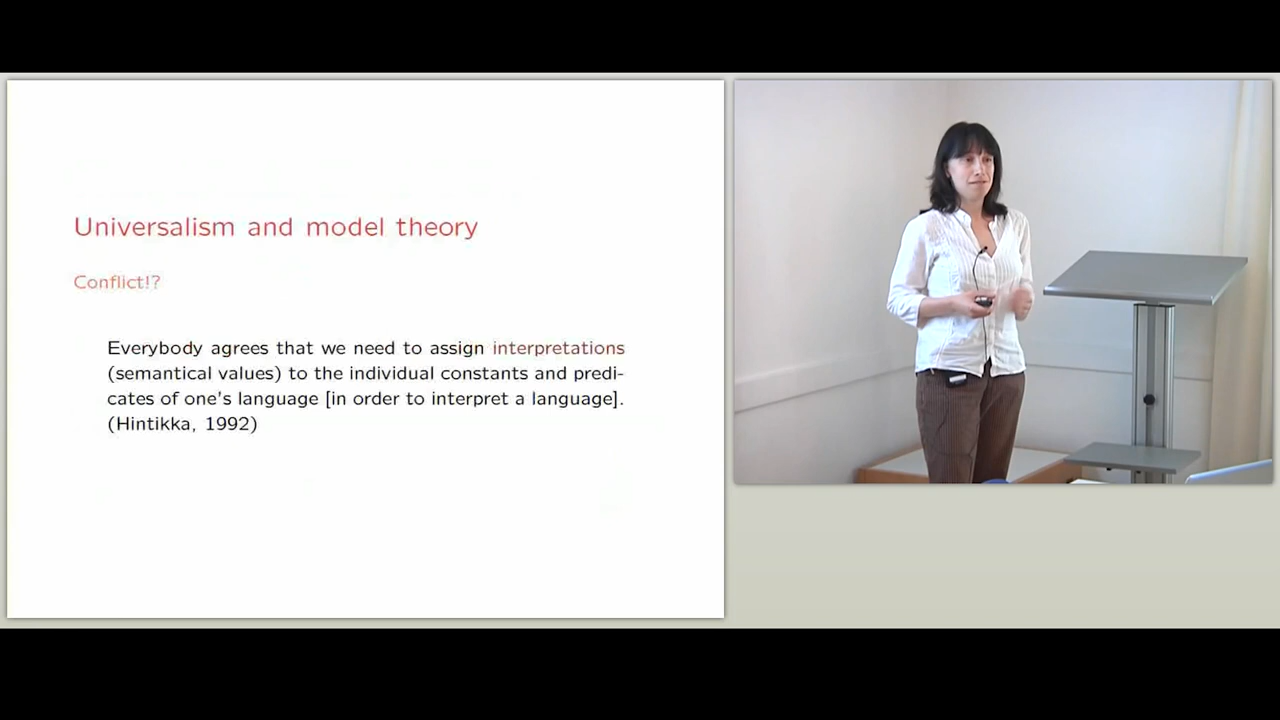 Universalism and model theory
Conflict!?
Everybody agrees that we need to assign interpretations
(semantical values) to the individual constants and predi-
cates of one's language [in order to interpret a language].
(Hintikka, 1992)